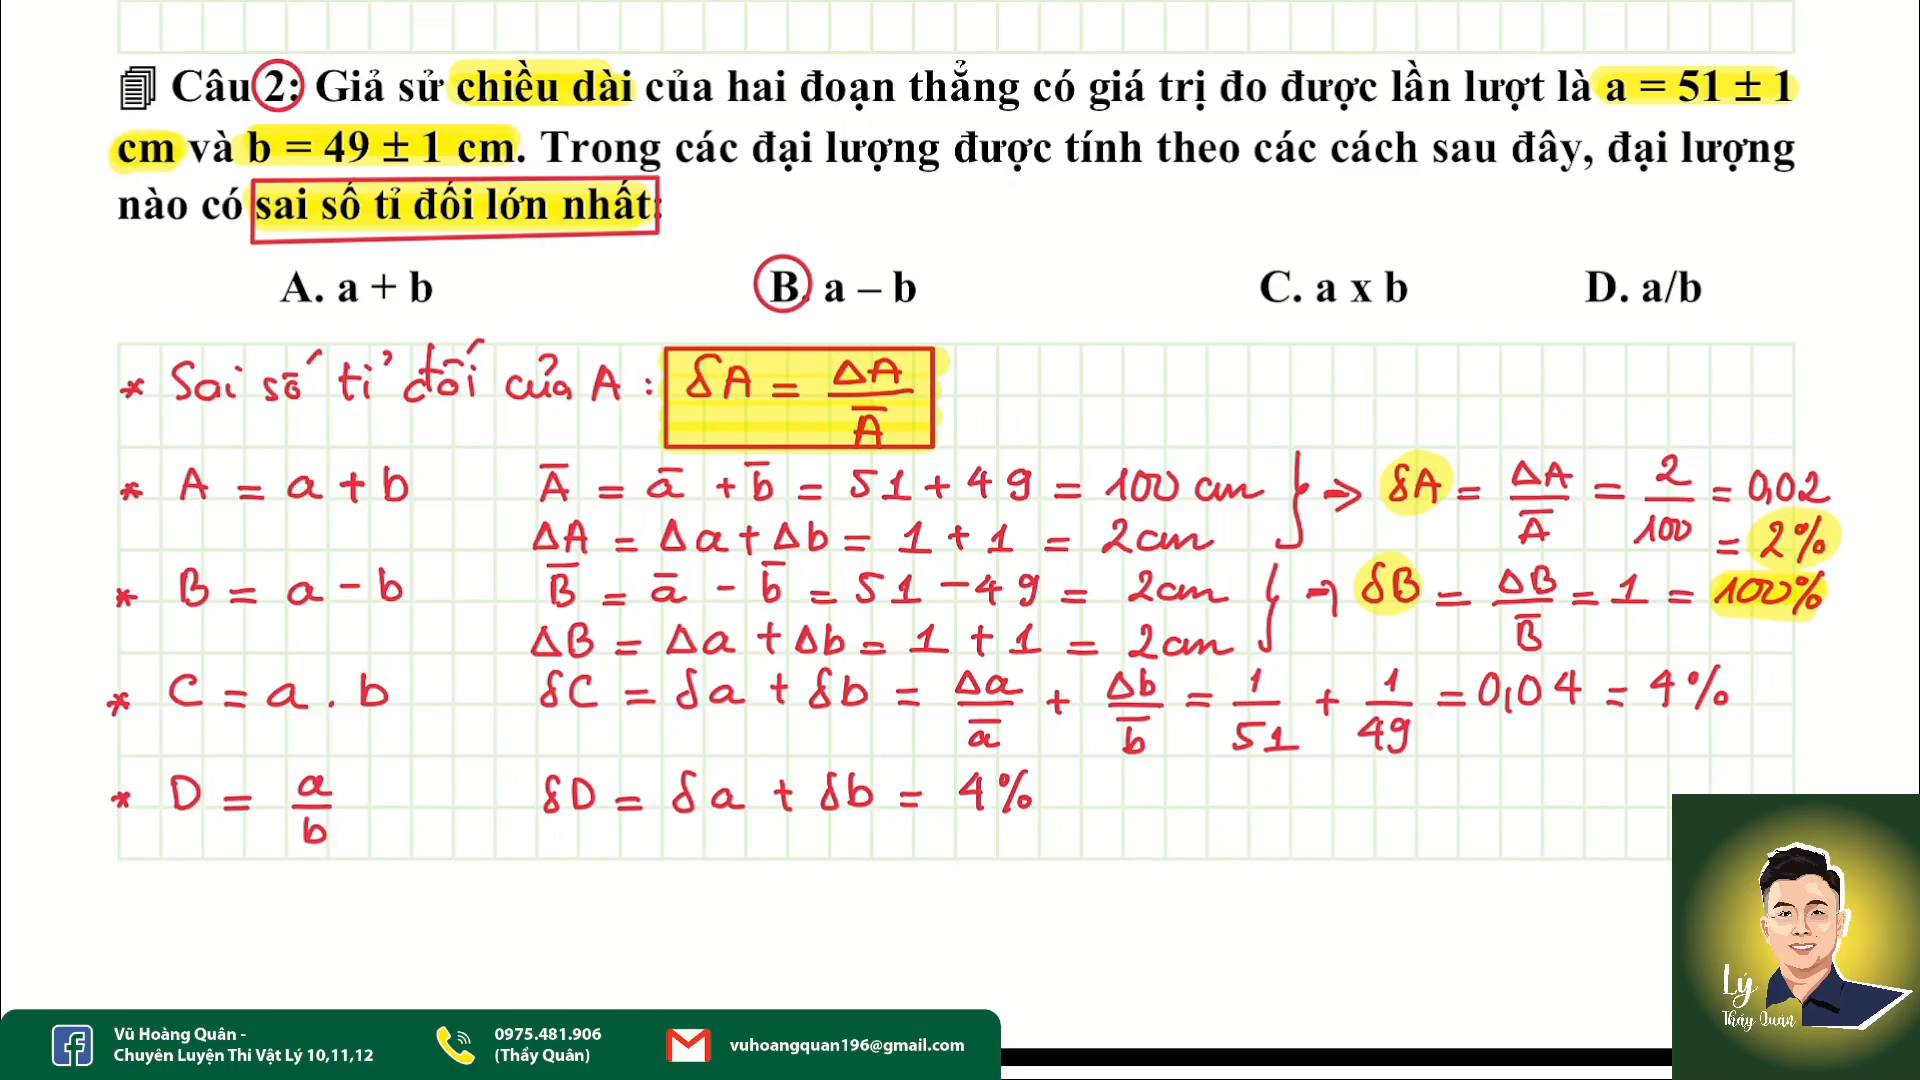 Câu 2: Giả sử chiều dài của hai đoạn thẳng có giá trị đo được lần lượt là a = 51 ± 1
cm và b = 49 ± 1 cm. Trong các đại lượng được tính theo các cách sau đây, đại lượng
nào có sai số tỉ đối lớn nhất:
A. a + b B. a – b C. a x b D. a/b
* Sai số tỉ đối của A : δA = ΔA / A̅
* A = a + b A̅ = a̅ + b̅ = 51 + 49 = 100 cm } → δA = ΔA / A̅ = 2/100 = 0,02
ΔA = Δa + Δb = 1 + 1 = 2cm = 2%
* B = a - b B̅ = a̅ - b̅ = 51 - 49 = 2cm } → δB = ΔB / B̅ = 1 = 100%
ΔB = Δa + Δb = 1 + 1 = 2cm
* C = a . b δC = δa + δb = Δa / a̅ + Δb / b̅ = 1/51 + 1/49 = 0,04 = 4%
* D = a/b δD = δa + δb = 4%
Lý
Thầy Quân
Vũ Hoàng Quân -
Chuyên Luyện Thi Vật Lý 10,11,12
0975.481.906
(Thầy Quân)
vuhoangquan196@gmail.com